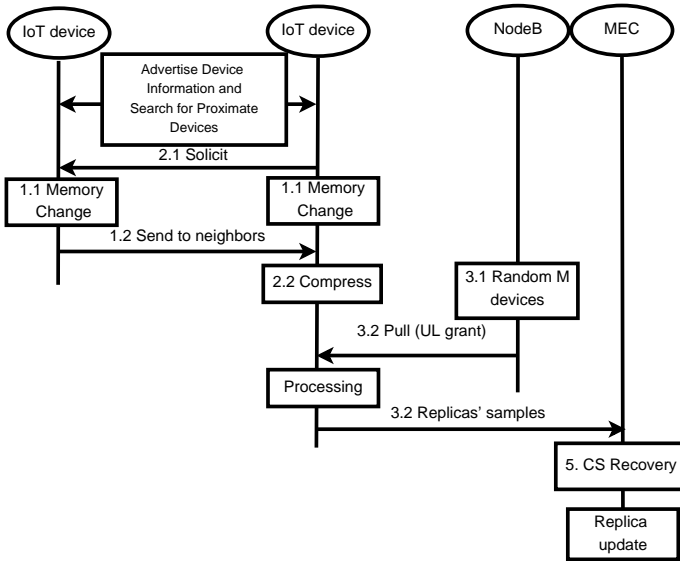 IoT device
IoT device
NodeB
MEC
Advertise Device
Information and
Search for Proximate
Devices
2.1 Solicit
1.1 Memory
Change
1.1 Memory
Change
1.2 Send to neighbors
2.2 Compress
3.1 Random M
devices
3.2 Pull (UL grant)
Processing
3.2 Replicas’ samples
5. CS Recovery
Replica
update